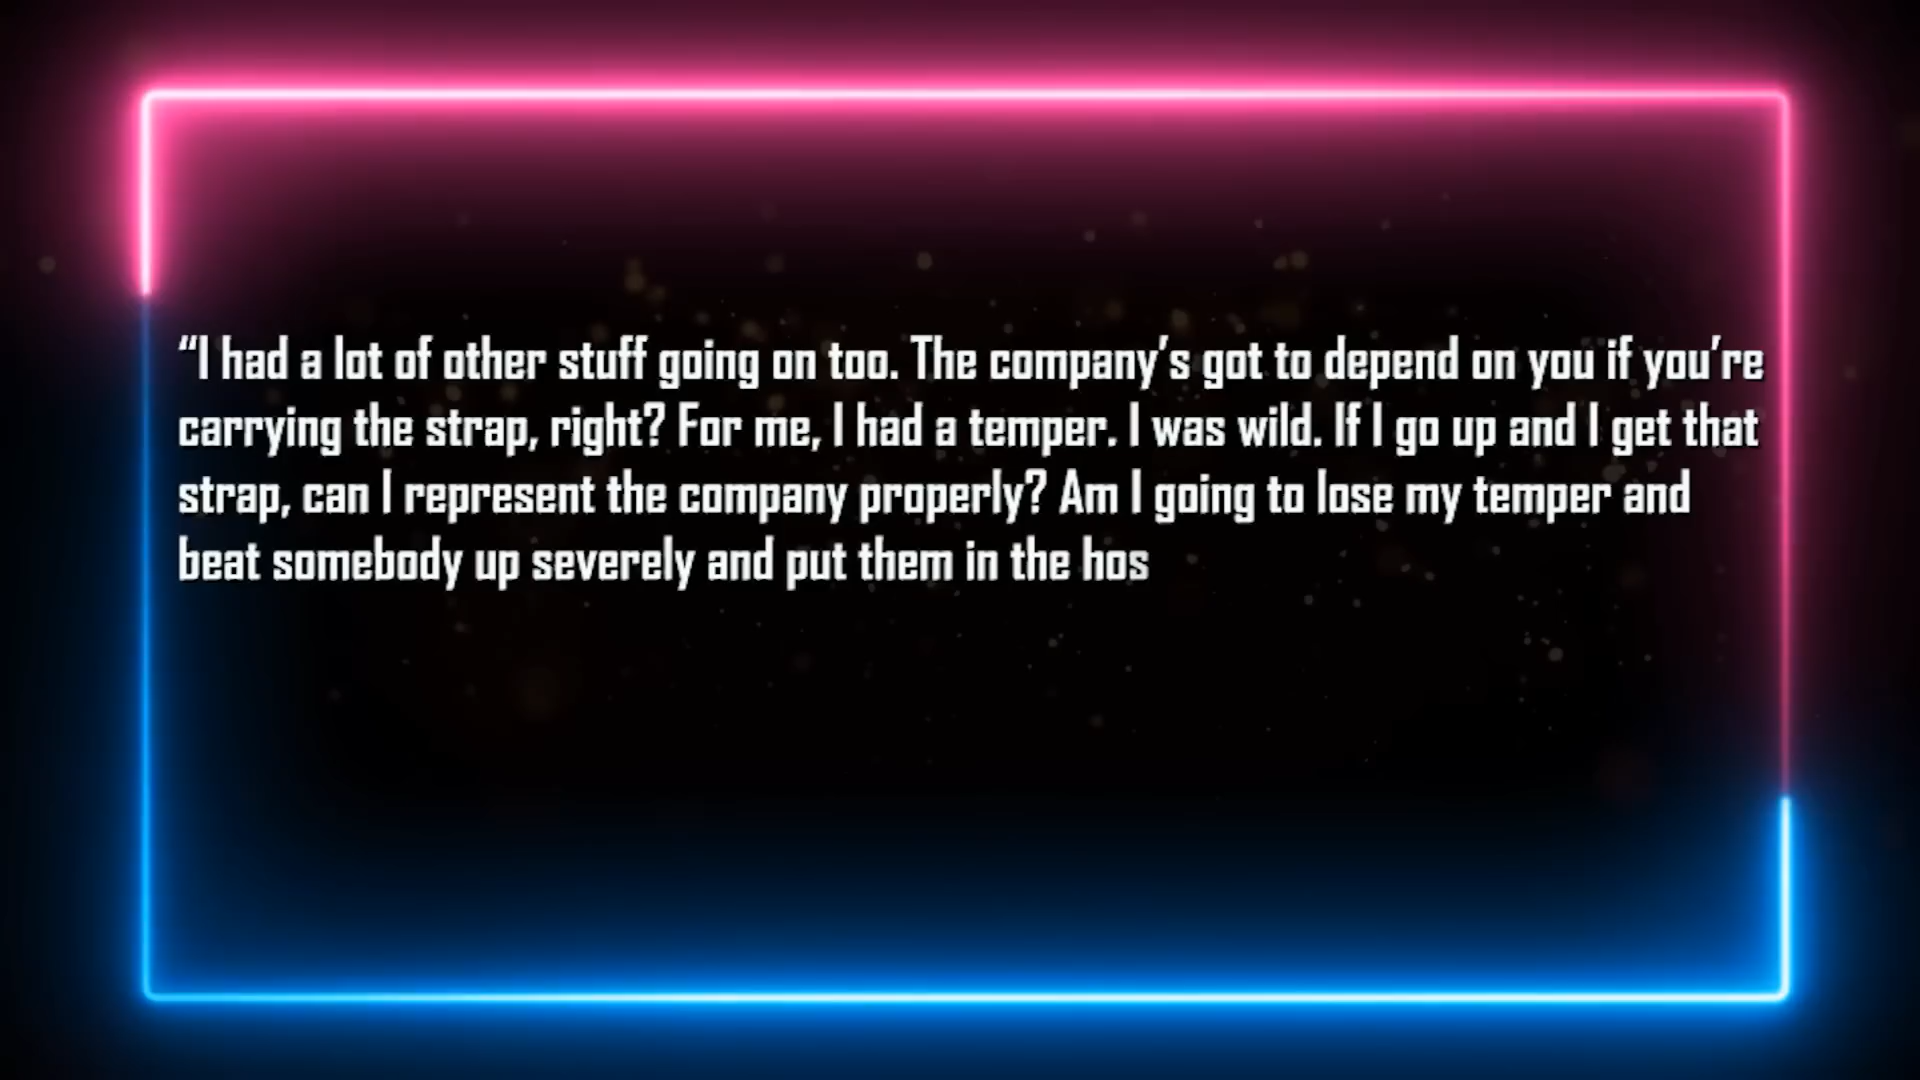 “I had a lot of other stuff going on too. The company’s got to depend on you if you’re
carrying the strap, right? For me, I had a temper. I was wild. If I go up and I get that
strap, can I represent the company properly? Am I going to lose my temper and
beat somebody up severely and put them in the hos